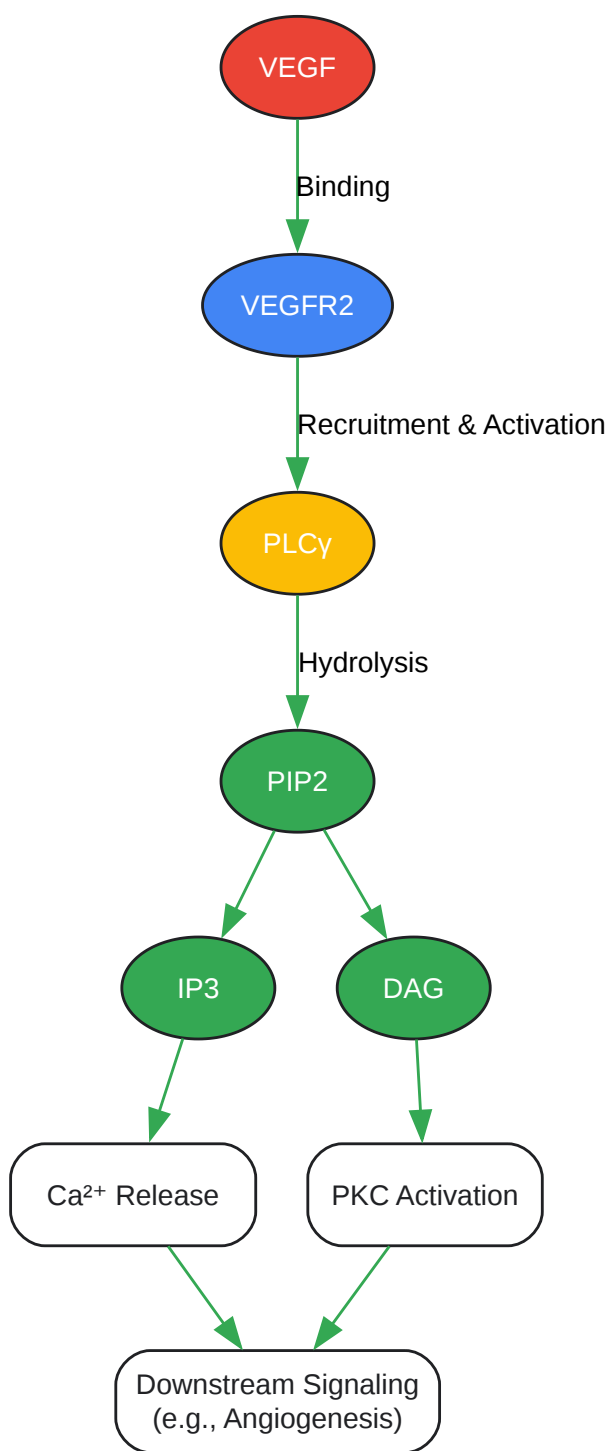 VEGF
Binding
VEGFR2
Recruitment & Activation
PLCγ
Hydrolysis
PIP2
IP3
DAG
Ca²⁺ Release
PKC Activation
Downstream Signaling
(e.g., Angiogenesis)